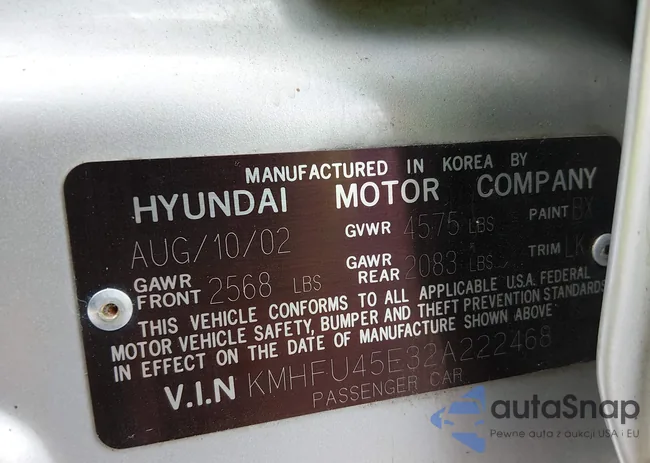 MANUFACTURED IN KOREA BY
HYUNDAI MOTOR COMPANY
AUG/10/02 GVWR 4575 LBS PAINT BX
GAWR FRONT 2568 LBS GAWR REAR 2083 LBS TRIM LK
THIS VEHICLE CONFORMS TO ALL APPLICABLE U.S.A. FEDERAL
MOTOR VEHICLE SAFETY, BUMPER AND THEFT PREVENTION STANDARDS
IN EFFECT ON THE DATE OF MANUFACTURE SHOWN ABOVE
V.I.N KMHFU45E32A222468
PASSENGER CAR
autaSnap
Pewne auta z aukcji USA i EU